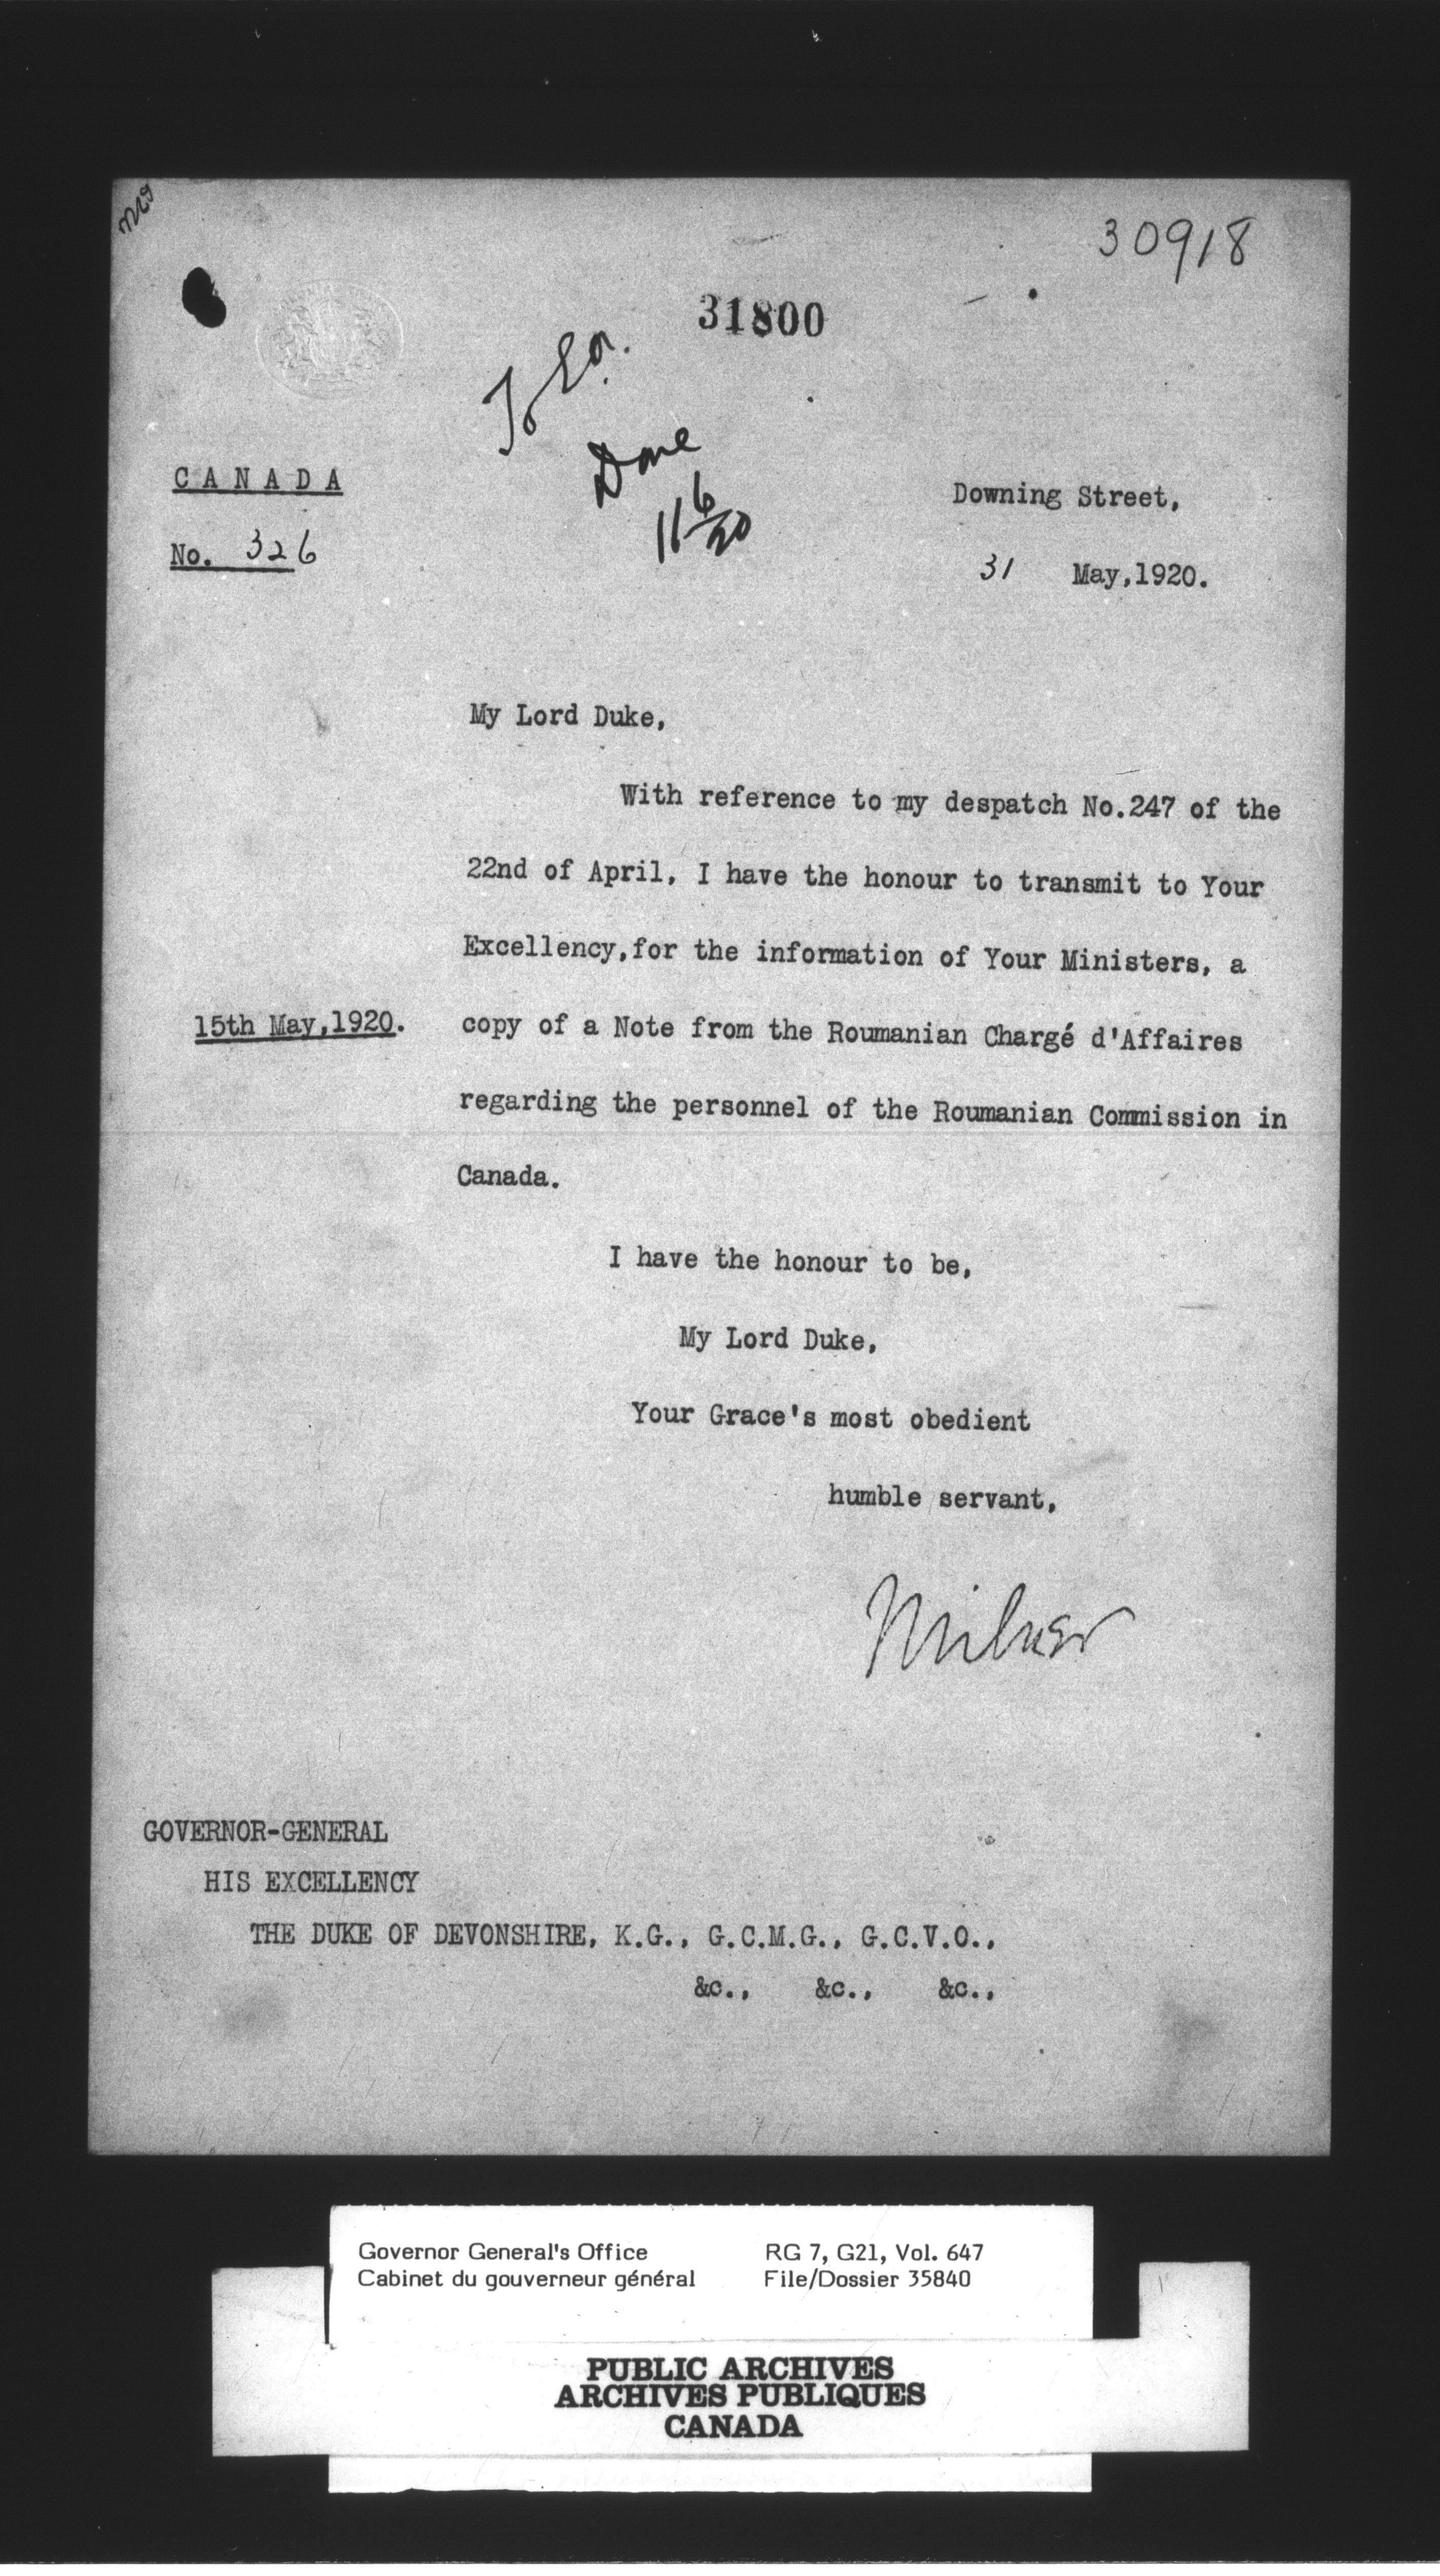 30918
31800
To Ea.
Done
11/6/20
CANADA
No. 326
Downing Street,
31 May, 1920.
My Lord Duke,
With reference to my despatch No.247 of the
22nd of April, I have the honour to transmit to Your
Excellency, for the information of Your Ministers, a
15th May, 1920.
copy of a Note from the Roumanian Chargé d'Affaires
regarding the personnel of the Roumanian Commission in
Canada.
I have the honour to be,
My Lord Duke,
Your Grace's most obedient
humble servant,
Milner
GOVERNOR-GENERAL
HIS EXCELLENCY
THE DUKE OF DEVONSHIRE, K.G., G.C.M.G., G.C.V.O.,
&c., &c., &c.,
Governor General's Office
Cabinet du gouverneur général
RG 7, G21, Vol. 647
File/Dossier 35840
PUBLIC ARCHIVES
ARCHIVES PUBLIQUES
CANADA